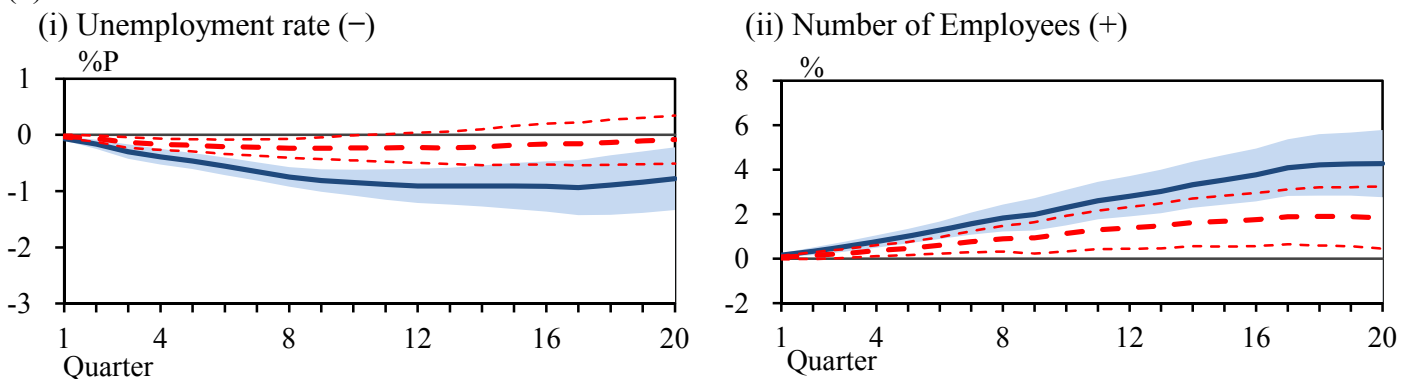 (i) Unemployment rate (−)
%P
1
0
-1
-2
-3
1 4 8 12 16 20
Quarter
(ii) Number of Employees (+)
%
8
6
4
2
0
-2
1 4 8 12 16 20
Quarter